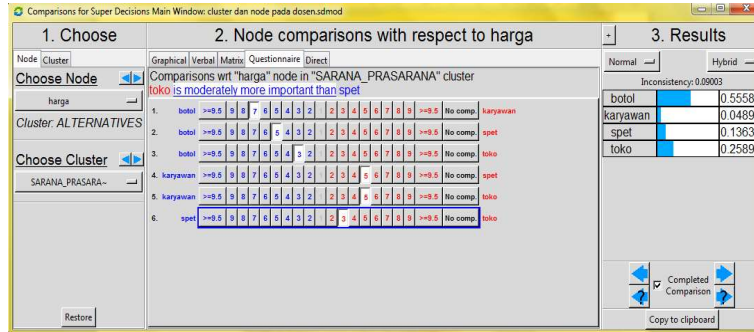 Comparisons for Super Decisions Main Window: cluster dan node pada dosen.sdmod
1. Choose
2. Node comparisons with respect to harga
+ 3. Results
Node Cluster
Graphical Verbal Matrix Questionnaire Direct
Normal Hybrid
Choose Node
Comparisons wrt "harga" node in "SARANA_PRASARANA" cluster
toko is moderately more important than spet
Inconsistency: 0.09003
harga
Cluster: ALTERNATIVES
Choose Cluster
SARANA_PRASARA~
1. botol >=9.5 9 8 7 6 5 4 3 2 1 2 3 4 5 6 7 8 9 >=9.5 No comp. karyawan
2. botol >=9.5 9 8 7 6 5 4 3 2 1 2 3 4 5 6 7 8 9 >=9.5 No comp. spet
3. botol >=9.5 9 8 7 6 5 4 3 2 1 2 3 4 5 6 7 8 9 >=9.5 No comp. toko
4. karyawan >=9.5 9 8 7 6 5 4 3 2 1 2 3 4 5 6 7 8 9 >=9.5 No comp. spet
5. karyawan >=9.5 9 8 7 6 5 4 3 2 1 2 3 4 5 6 7 8 9 >=9.5 No comp. toko
6. spet >=9.5 9 8 7 6 5 4 3 2 1 2 3 4 5 6 7 8 9 >=9.5 No comp. toko
botol 0.5558
karyawan 0.0489
spet 0.1363
toko 0.2589
Restore
Completed
Comparison
? ?
Copy to clipboard